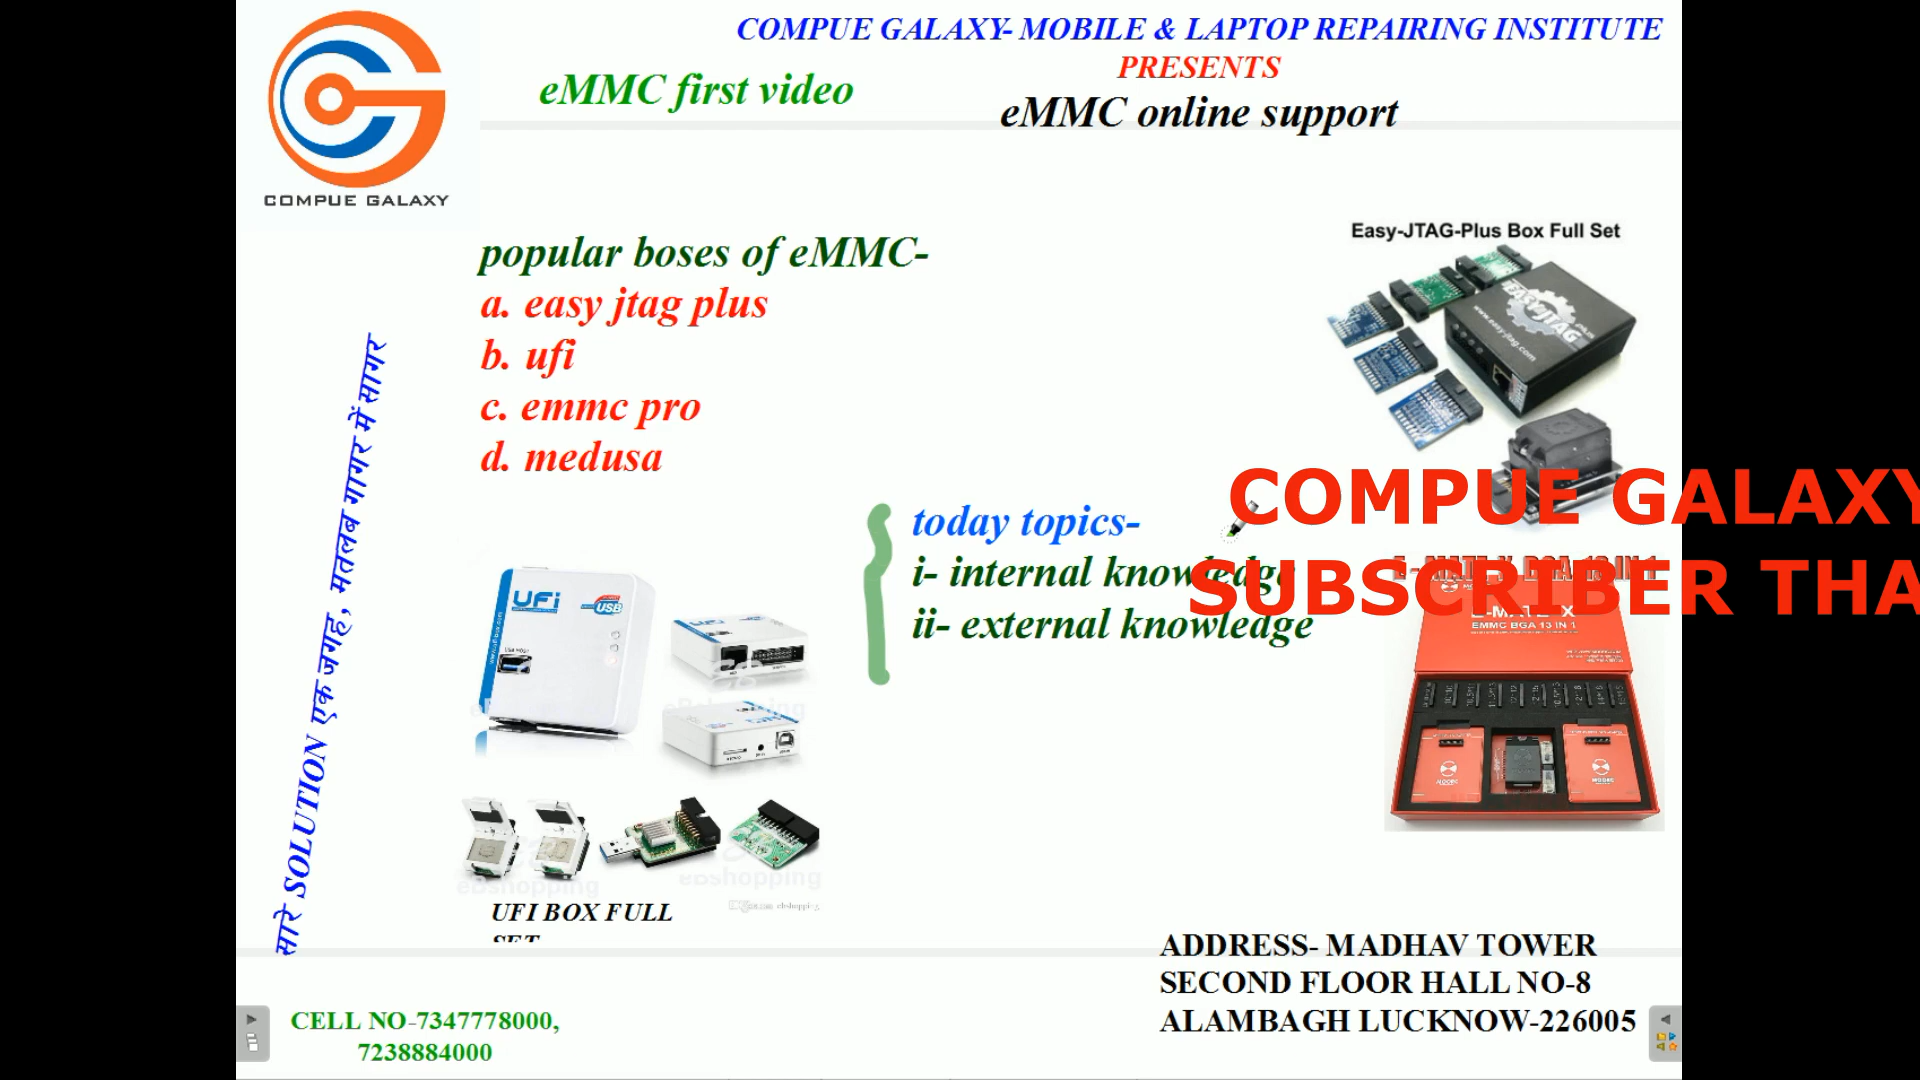 COMPUE GALAXY- MOBILE & LAPTOP REPAIRING INSTITUTE
PRESENTS
eMMC first video
eMMC online support
COMPUE GALAXY
popular boses of eMMC-
a. easy jtag plus
b. ufi
c. emmc pro
d. medusa
Easy-JTAG-Plus Box Full Set
सारे SOLUTION एक जगह, मतलब गागर में सागर
today topics-
i- internal knowledge
ii- external knowledge
COMPUE GALAXY
SUBSCRIBER THA
EMMC BGA 13 IN 1
UFi
USB
eBshopping
UFI BOX FULL
ADDRESS- MADHAV TOWER
SECOND FLOOR HALL NO-8
ALAMBAGH LUCKNOW-226005
CELL NO-7347778000,
7238884000